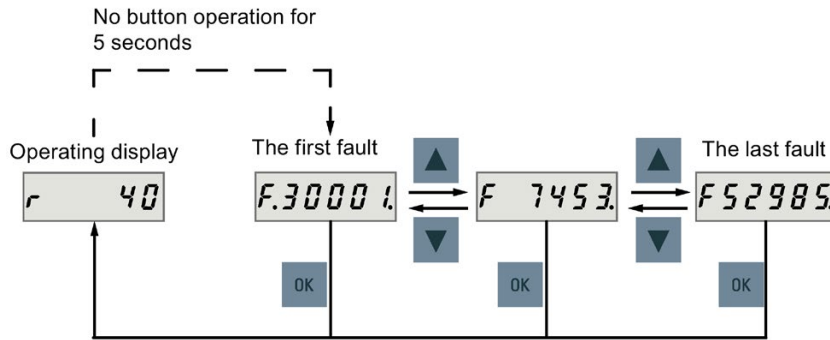 No button operation for
5 seconds
Operating display
The first fault
The last fault
r 40
F.30001.
F 7453.
F52985.
OK
OK
OK